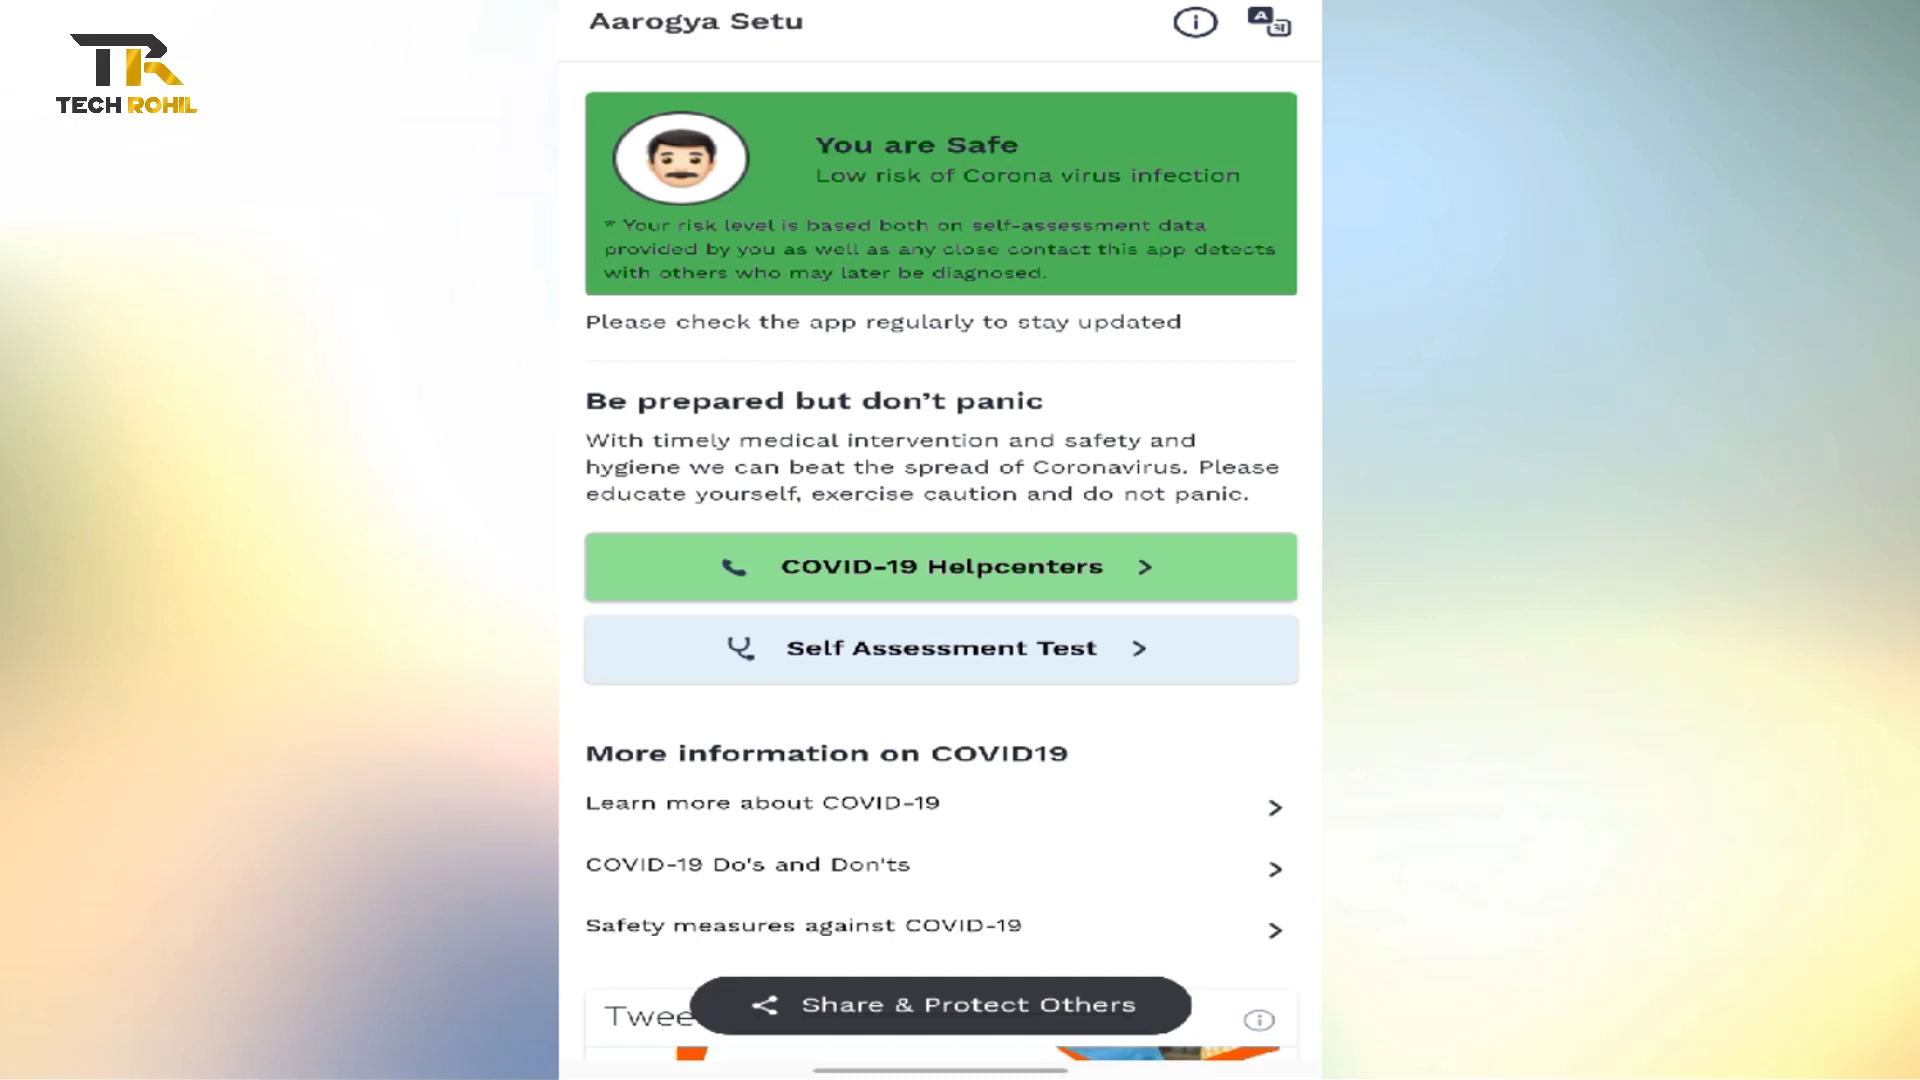 TR
TECH ROHIL
Aarogya Setu
A
अ
You are Safe
Low risk of Corona virus infection
* Your risk level is based both on self-assessment data
provided by you as well as any close contact this app detects
with others who may later be diagnosed.
Please check the app regularly to stay updated
Be prepared but don’t panic
With timely medical intervention and safety and
hygiene we can beat the spread of Coronavirus. Please
educate yourself, exercise caution and do not panic.
COVID-19 Helpcenters
Self Assessment Test
More information on COVID19
Learn more about COVID-19
COVID-19 Do's and Don'ts
Safety measures against COVID-19
Twee
Share & Protect Others